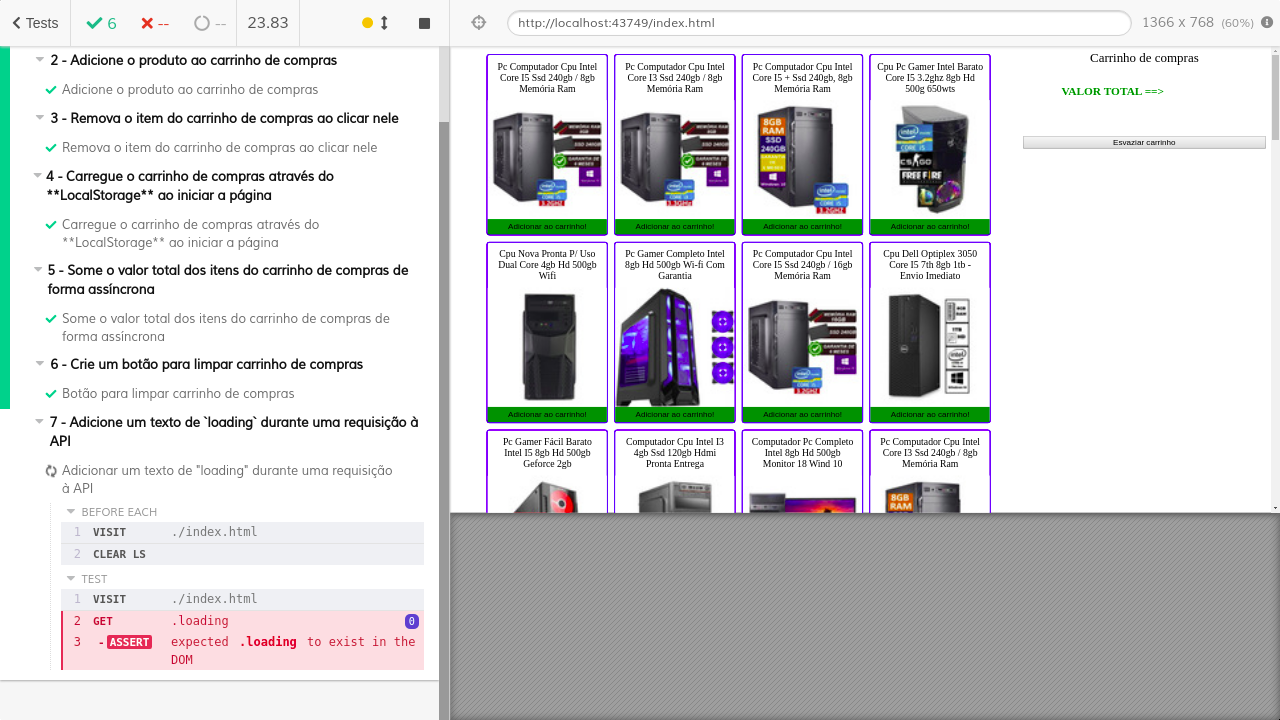 Tests
6
--
--
23.83
http://localhost:43749/index.html
1366 x 768 (60%)
2 - Adicione o produto ao carrinho de compras
Adicione o produto ao carrinho de compras
3 - Remova o item do carrinho de compras ao clicar nele
Remova o item do carrinho de compras ao clicar nele
4 - Carregue o carrinho de compras através do
**LocalStorage** ao iniciar a página
Carregue o carrinho de compras através do
**LocalStorage** ao iniciar a página
5 - Some o valor total dos itens do carrinho de compras de
forma assíncrona
Some o valor total dos itens do carrinho de compras de
forma assíncrona
6 - Crie um botão para limpar carrinho de compras
Botão para limpar carrinho de compras
7 - Adicione um texto de `loading` durante uma requisição à
API
Adicionar um texto de "loading" durante uma requisição
à API
BEFORE EACH
1 VISIT ./index.html
2 CLEAR LS
TEST
1 VISIT ./index.html
2 GET .loading 0
3 -ASSERT expected .loading to exist in the
DOM
Pc Computador Cpu Intel
Core I5 Ssd 240gb / 8gb
Memória Ram
Adicionar ao carrinho!
Pc Computador Cpu Intel
Core I3 Ssd 240gb / 8gb
Memória Ram
Adicionar ao carrinho!
Pc Computador Cpu Intel
Core I5 + Ssd 240gb, 8gb
Memória Ram
8GB
RAM
SSD
240GB
Adicionar ao carrinho!
Cpu Pc Gamer Intel Barato
Core I5 3.2ghz 8gb Hd
500g 650wts
CS:GO
FREE FIRE
Adicionar ao carrinho!
Cpu Nova Pronta P/ Uso
Dual Core 4gb Hd 500gb
Wifi
Adicionar ao carrinho!
Pc Gamer Completo Intel
8gb Hd 500gb Wi-fi Com
Garantia
Adicionar ao carrinho!
Pc Computador Cpu Intel
Core I5 Ssd 240gb / 16gb
Memória Ram
Adicionar ao carrinho!
Cpu Dell Optiplex 3050
Core I5 7th 8gb 1tb -
Envio Imediato
Adicionar ao carrinho!
Pc Gamer Fácil Barato
Intel I5 8gb Hd 500gb
Geforce 2gb
Computador Cpu Intel I3
4gb Ssd 120gb Hdmi
Pronta Entrega
Computador Pc Completo
Intel 8gb Hd 500gb
Monitor 18 Wind 10
Pc Computador Cpu Intel
Core I3 Ssd 240gb / 8gb
Memória Ram
8GB
RAM
Carrinho de compras
VALOR TOTAL ==>
Esvaziar carrinho